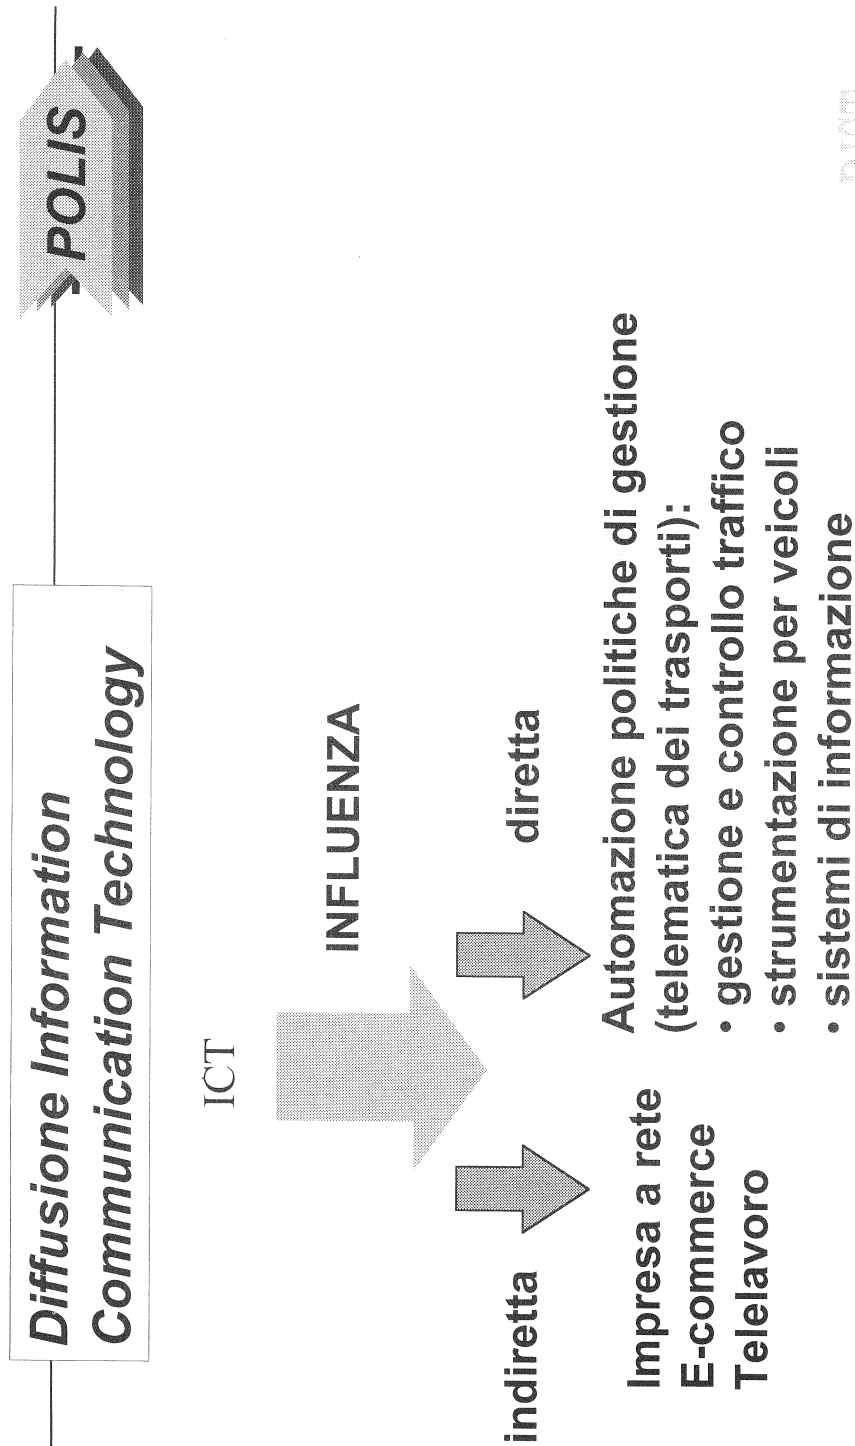 Diffusione Information
Communication Technology
POLIS
ICT
INFLUENZA
indiretta
diretta
Impresa a rete
E-commerce
Telelavoro
Automazione politiche di gestione
(telematica dei trasporti):
• gestione e controllo traffico
• strumentazione per veicoli
• sistemi di informazione